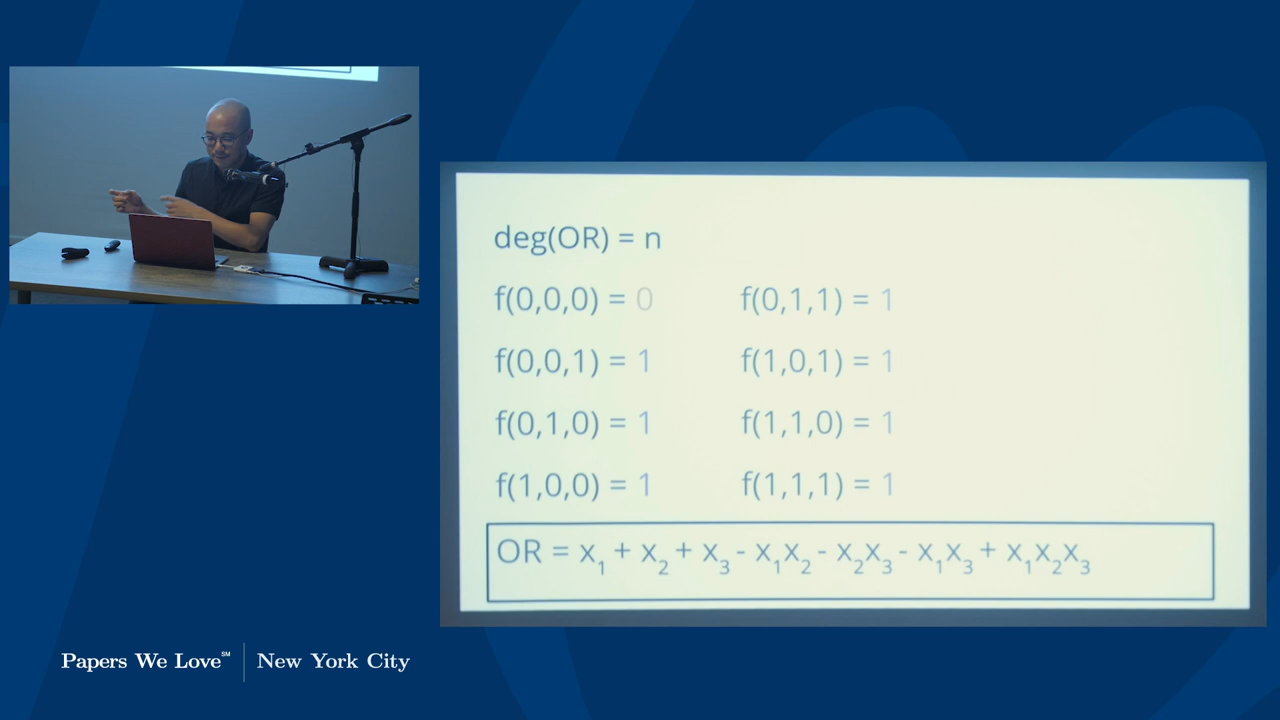 deg(OR) = n
f(0,0,0) = 0 f(0,1,1) = 1
f(0,0,1) = 1 f(1,0,1) = 1
f(0,1,0) = 1 f(1,1,0) = 1
f(1,0,0) = 1 f(1,1,1) = 1
OR = x₁ + x₂ + x₃ - x₁x₂ - x₂x₃ - x₁x₃ + x₁x₂x₃
Papers We Love℠ | New York City